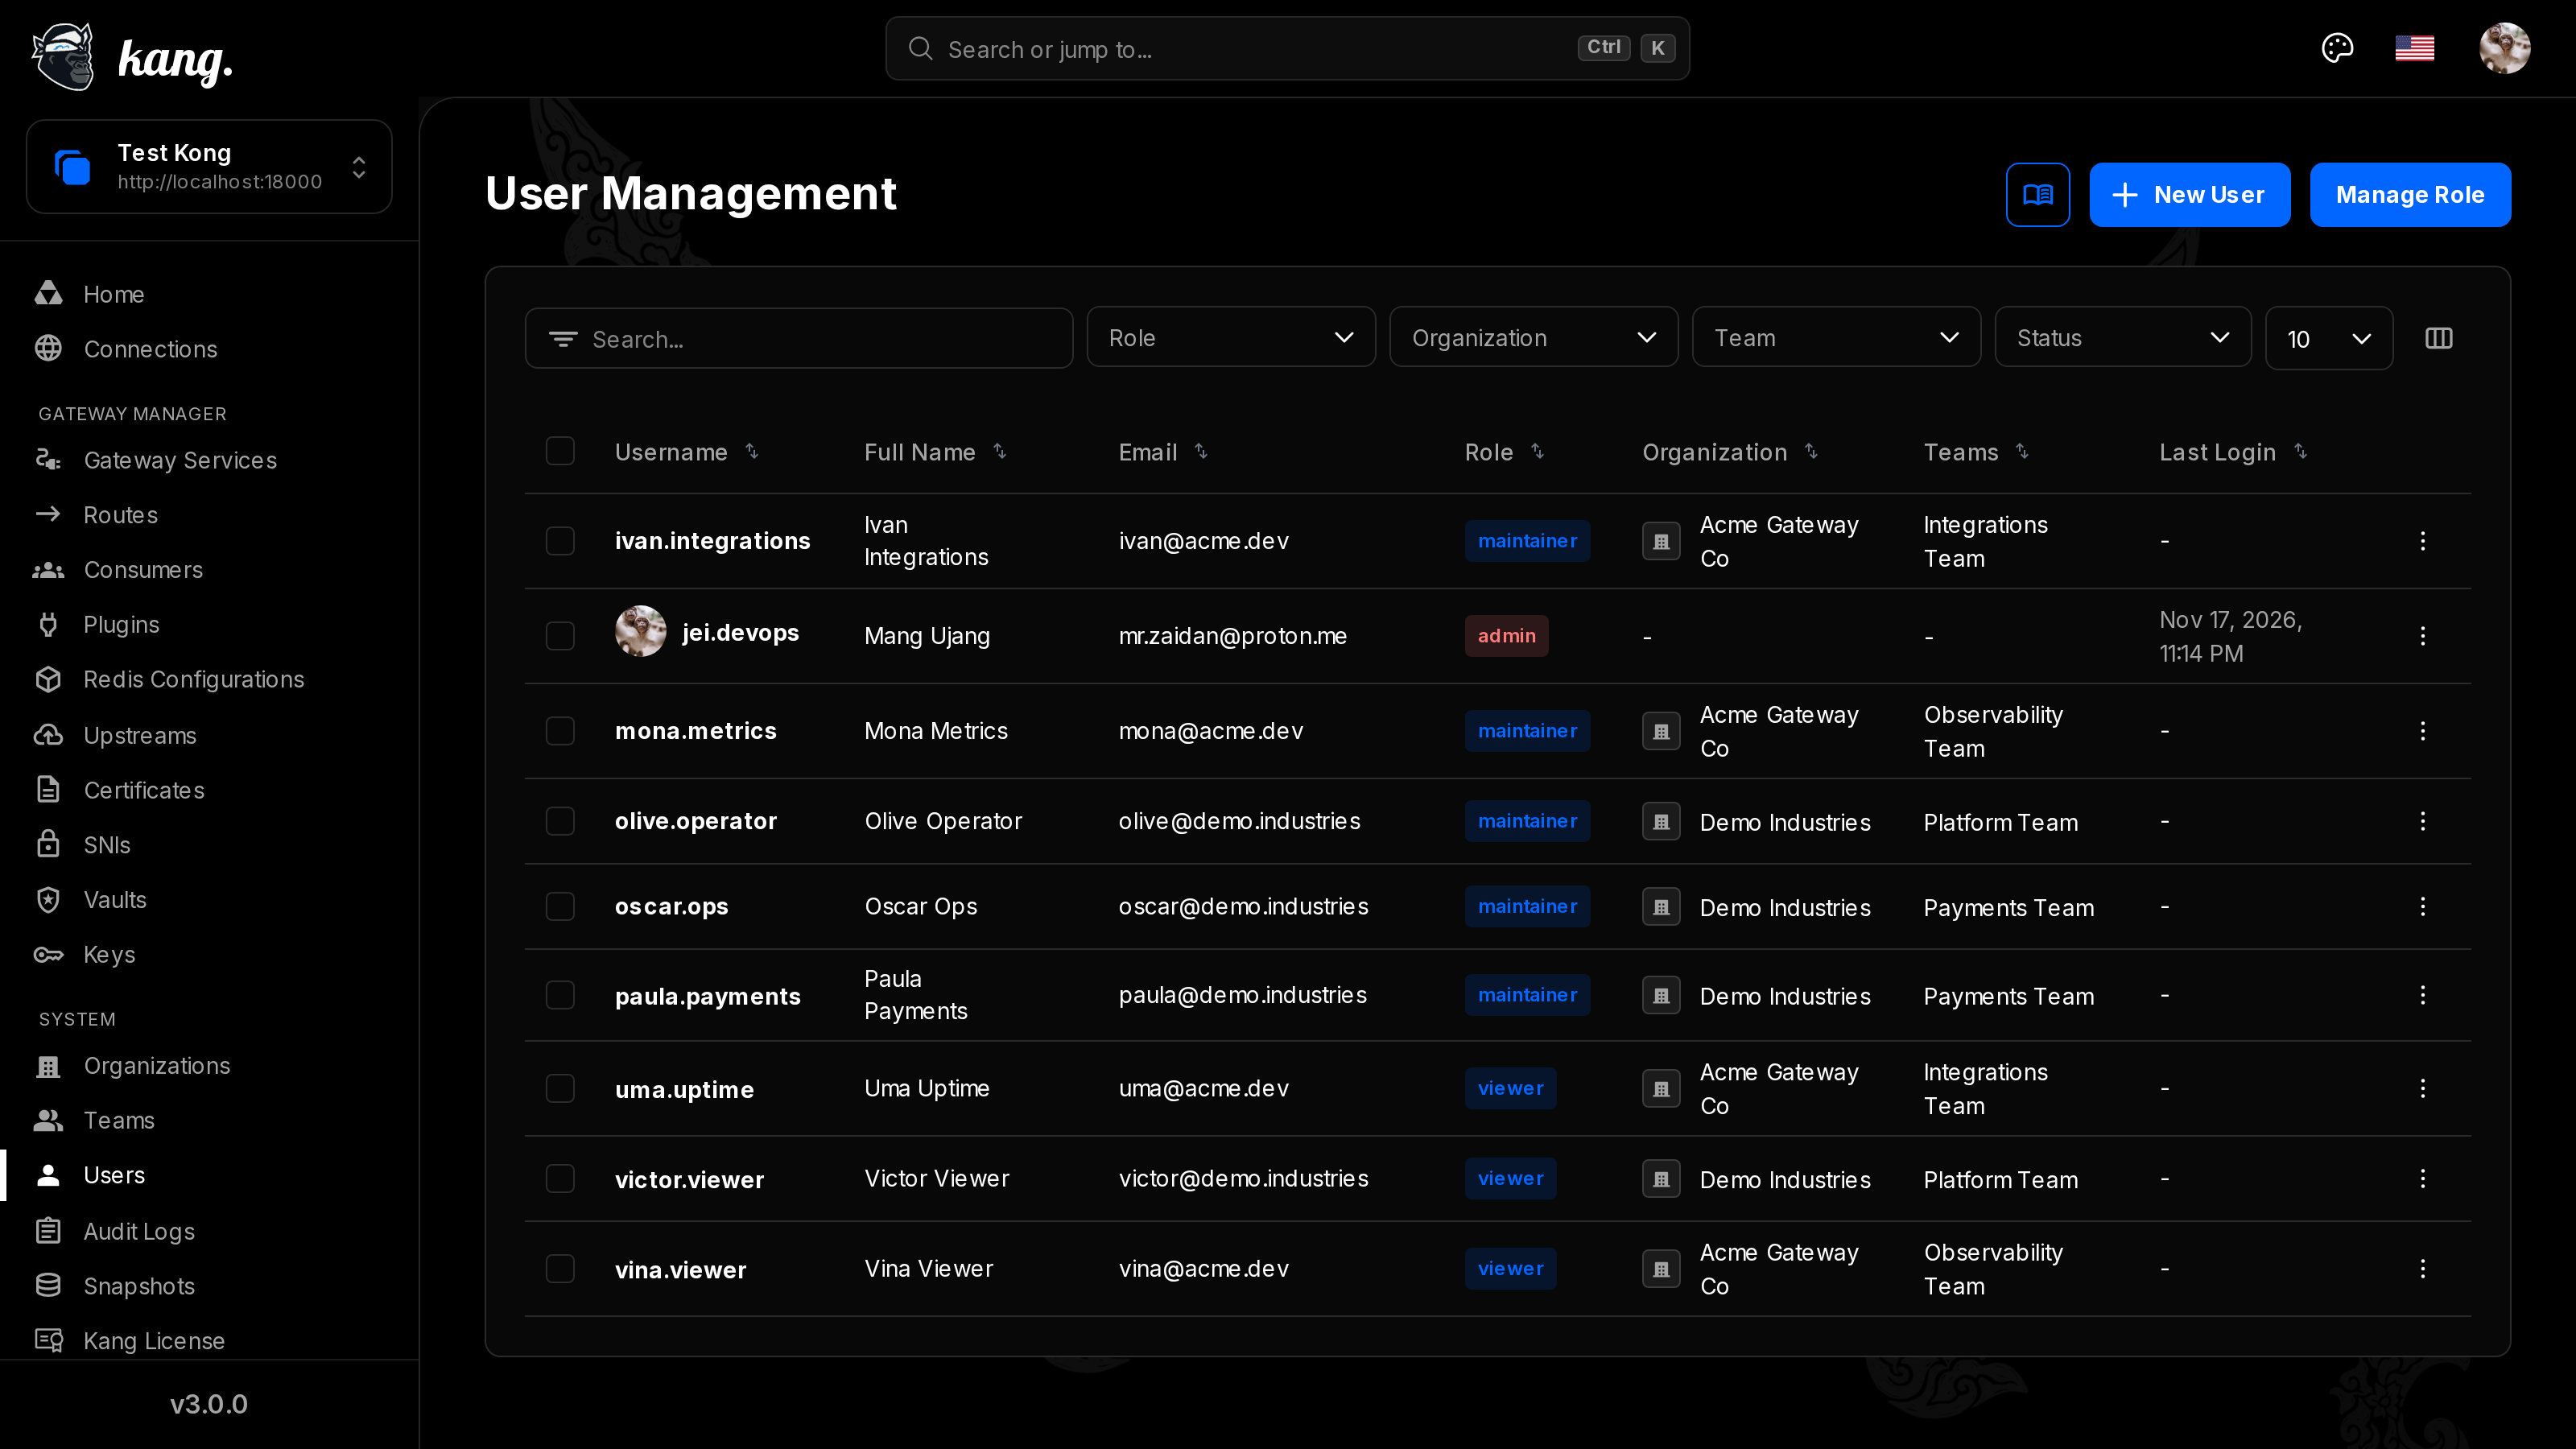 kang.
Search or jump to...
Ctrl
K
Test Kong
http://localhost:18000
Home
Connections
GATEWAY MANAGER
Gateway Services
Routes
Consumers
Plugins
Redis Configurations
Upstreams
Certificates
SNIs
Vaults
Keys
SYSTEM
Organizations
Teams
Users
Audit Logs
Snapshots
Kang License
v3.0.0
User Management
New User
Manage Role
Search...
Role
Organization
Team
Status
10
Username
Full Name
Email
Role
Organization
Teams
Last Login
ivan.integrations
Ivan
Integrations
ivan@acme.dev
maintainer
Acme Gateway
Co
Integrations
Team
-
jei.devops
Mang Ujang
mr.zaidan@proton.me
admin
-
-
Nov 17, 2026,
11:14 PM
mona.metrics
Mona Metrics
mona@acme.dev
maintainer
Acme Gateway
Co
Observability
Team
-
olive.operator
Olive Operator
olive@demo.industries
maintainer
Demo Industries
Platform Team
-
oscar.ops
Oscar Ops
oscar@demo.industries
maintainer
Demo Industries
Payments Team
-
paula.payments
Paula
Payments
paula@demo.industries
maintainer
Demo Industries
Payments Team
-
uma.uptime
Uma Uptime
uma@acme.dev
viewer
Acme Gateway
Co
Integrations
Team
-
victor.viewer
Victor Viewer
victor@demo.industries
viewer
Demo Industries
Platform Team
-
vina.viewer
Vina Viewer
vina@acme.dev
viewer
Acme Gateway
Co
Observability
Team
-